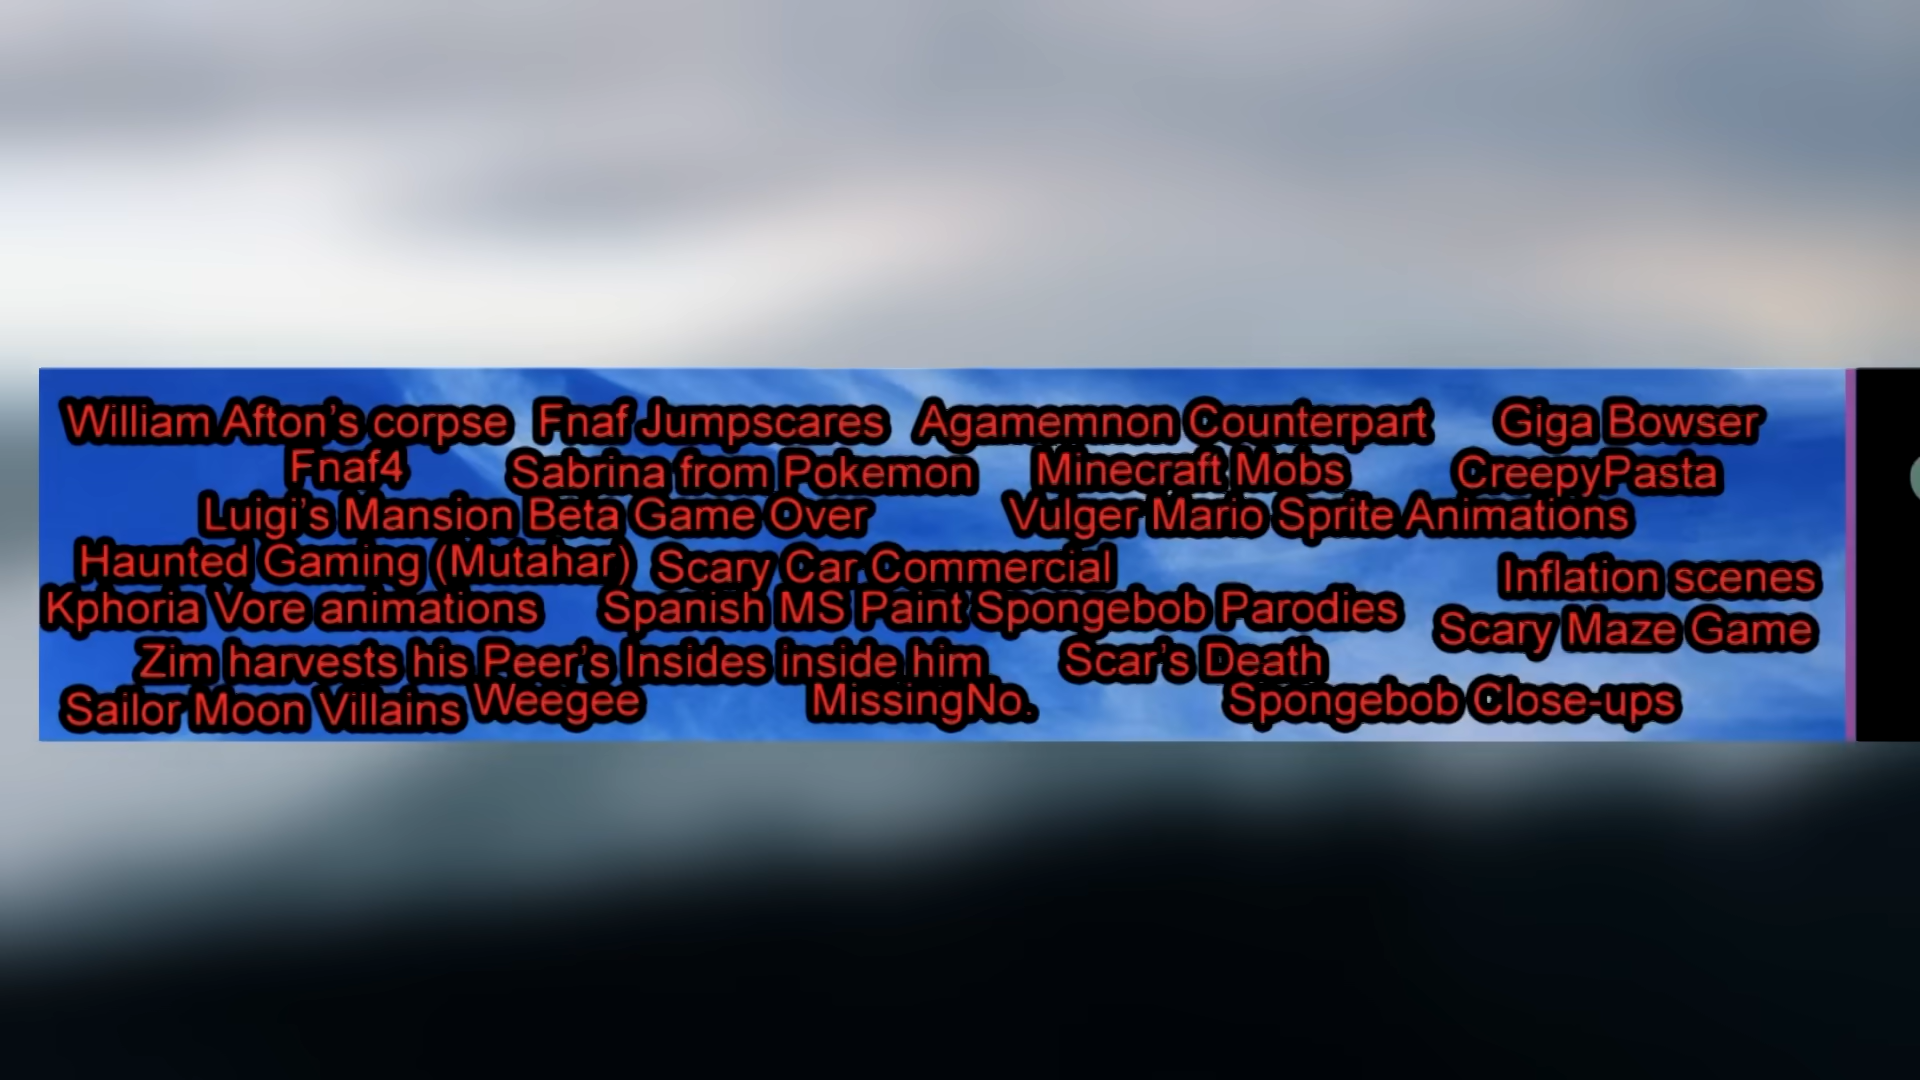 William Afton's corpse Fnaf Jumpscares Agamemnon Counterpart Giga Bowser
Fnaf4 Sabrina from Pokemon Minecraft Mobs CreepyPasta
Luigi's Mansion Beta Game Over Vulger Mario Sprite Animations
Haunted Gaming (Mutahar) Scary Car Commercial Inflation scenes
Kphoria Vore animations Spanish MS Paint Spongebob Parodies Scary Maze Game
Zim harvests his Peer's Insides inside him Scar's Death
Sailor Moon Villains Weegee MissingNo. Spongebob Close-ups